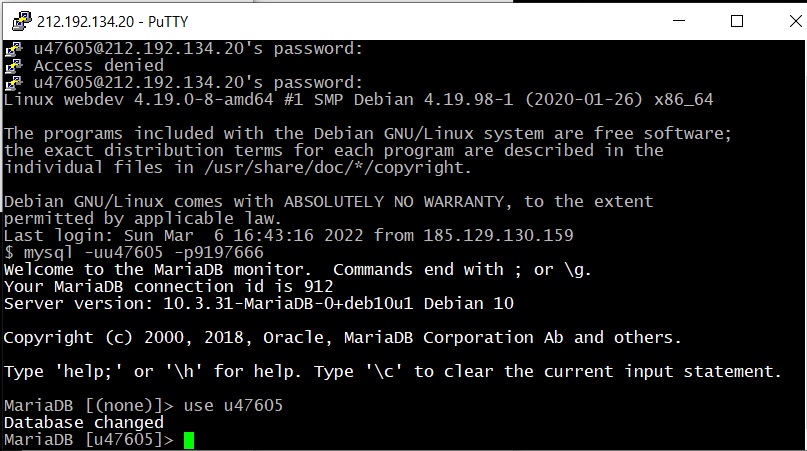 212.192.134.20 - PuTTY
u47605@212.192.134.20's password:
Access denied
u47605@212.192.134.20's password:
Linux webdev 4.19.0-8-amd64 #1 SMP Debian 4.19.98-1 (2020-01-26) x86_64
The programs included with the Debian GNU/Linux system are free software;
the exact distribution terms for each program are described in the
individual files in /usr/share/doc/*/copyright.
Debian GNU/Linux comes with ABSOLUTELY NO WARRANTY, to the extent
permitted by applicable law.
Last login: Sun Mar  6 16:43:16 2022 from 185.129.130.159
$ mysql -uu47605 -p9197666
Welcome to the MariaDB monitor.  Commands end with ; or \g.
Your MariaDB connection id is 912
Server version: 10.3.31-MariaDB-0+deb10u1 Debian 10
Copyright (c) 2000, 2018, Oracle, MariaDB Corporation Ab and others.
Type 'help;' or '\h' for help. Type '\c' to clear the current input statement.
MariaDB [(none)]> use u47605
Database changed
MariaDB [u47605]>